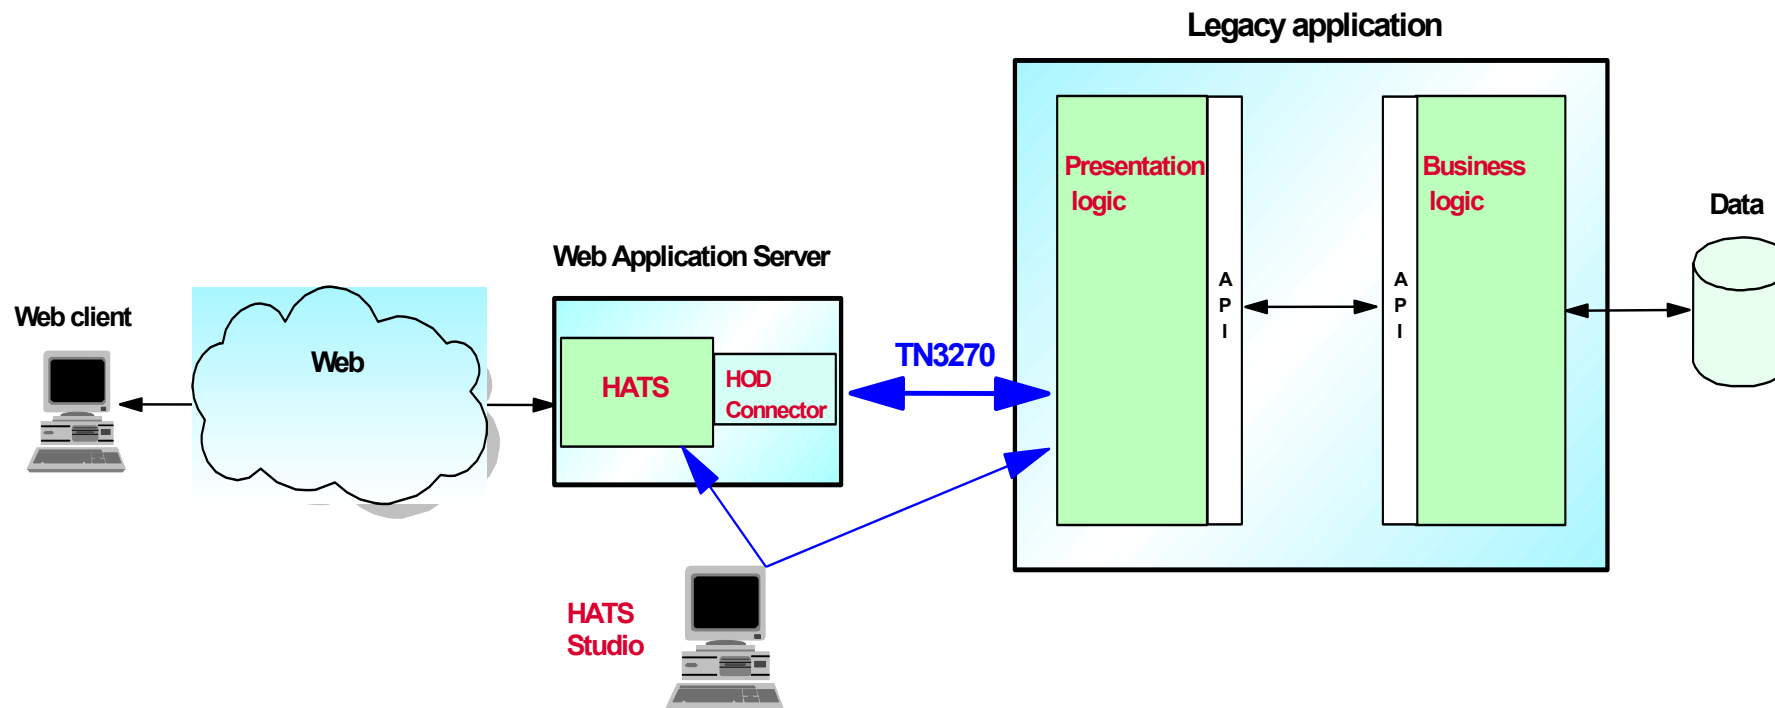 Legacy application
Presentation
logic
Business
logic
Data
Web Application Server
A
P
I
A
P
I
Web client
Web
TN3270
HATS
HOD
Connector
HATS
Studio